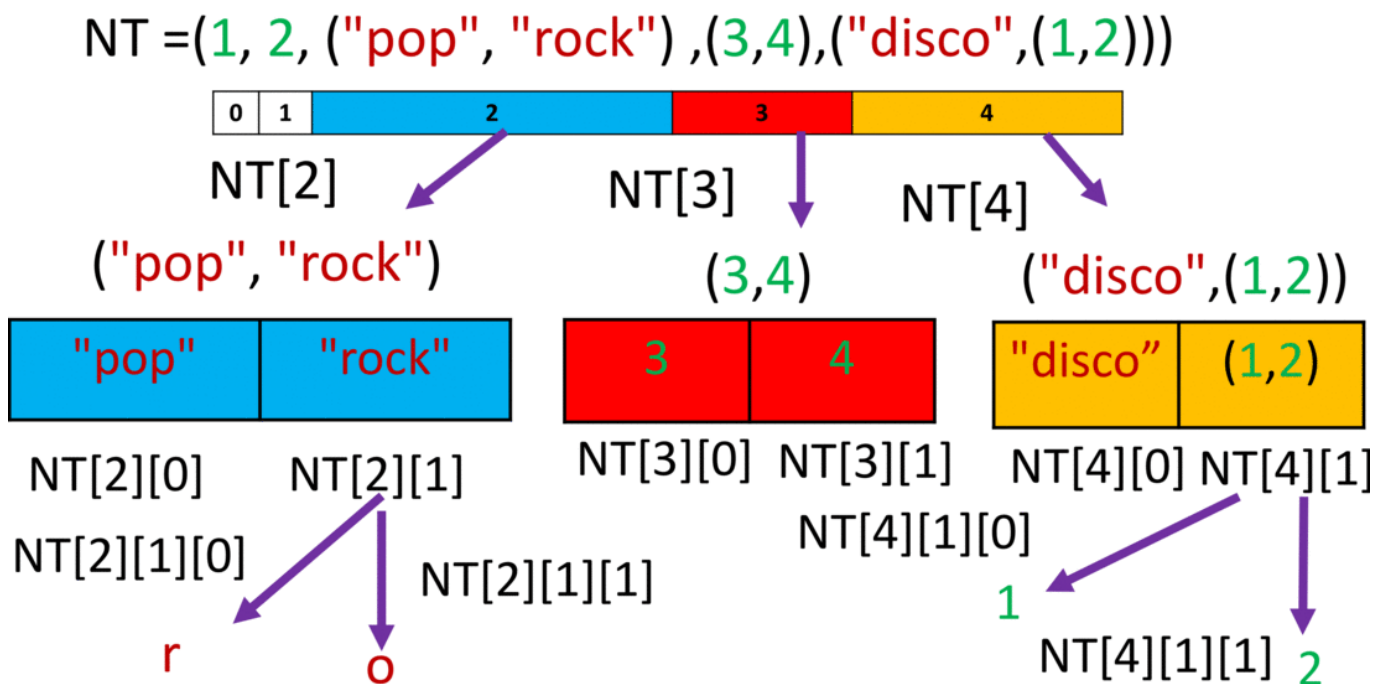 NT =(1, 2, ("pop", "rock") ,(3,4),("disco",(1,2)))
0 1 2 3 4
NT[2] NT[3] NT[4]
("pop", "rock") (3,4) ("disco",(1,2))
"pop" "rock" 3 4 "disco” (1,2)
NT[2][0] NT[2][1] NT[3][0] NT[3][1] NT[4][0] NT[4][1]
NT[2][1][0] NT[2][1][1] NT[4][1][0]
1
r o NT[4][1][1] 2